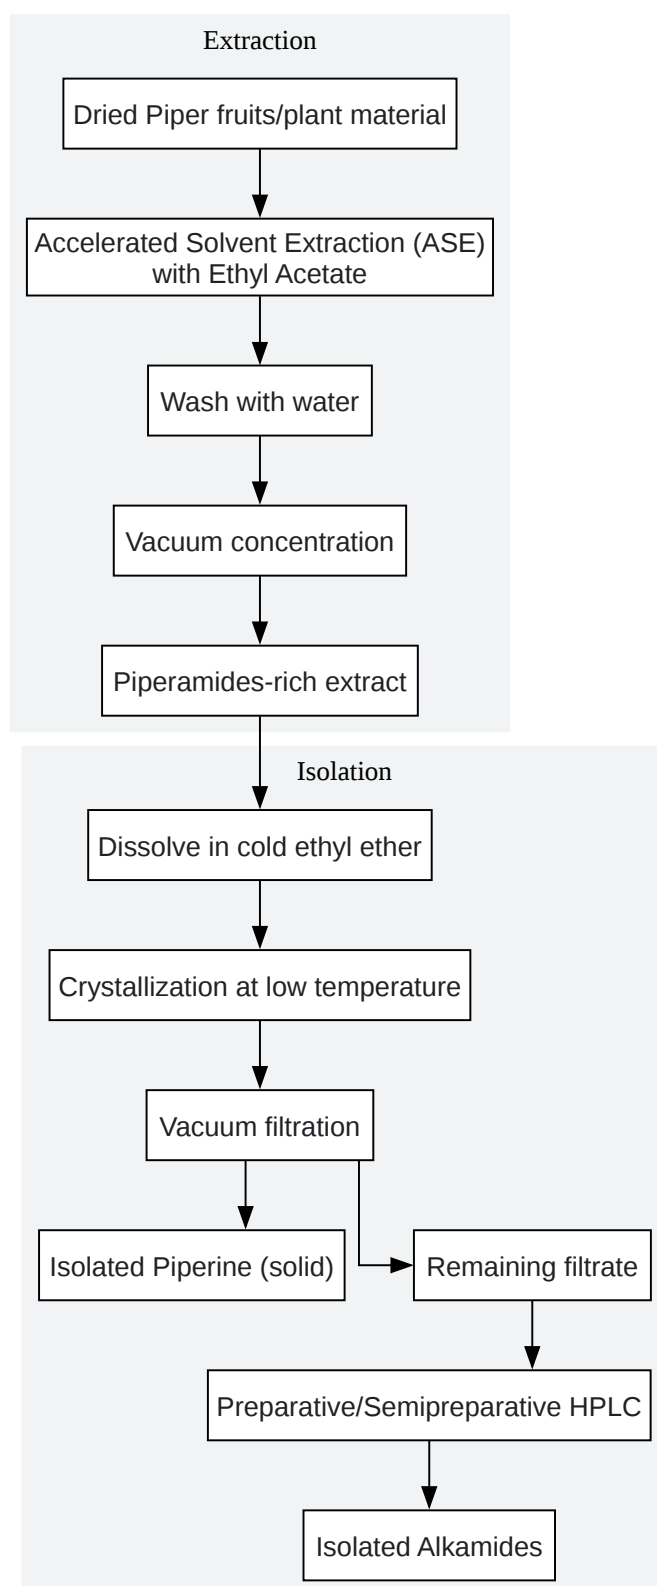 Extraction
Dried Piper fruits/plant material
Accelerated Solvent Extraction (ASE)
with Ethyl Acetate
Wash with water
Vacuum concentration
Piperamides-rich extract
Isolation
Dissolve in cold ethyl ether
Crystallization at low temperature
Vacuum filtration
Isolated Piperine (solid)
Remaining filtrate
Preparative/Semipreparative HPLC
Isolated Alkamides